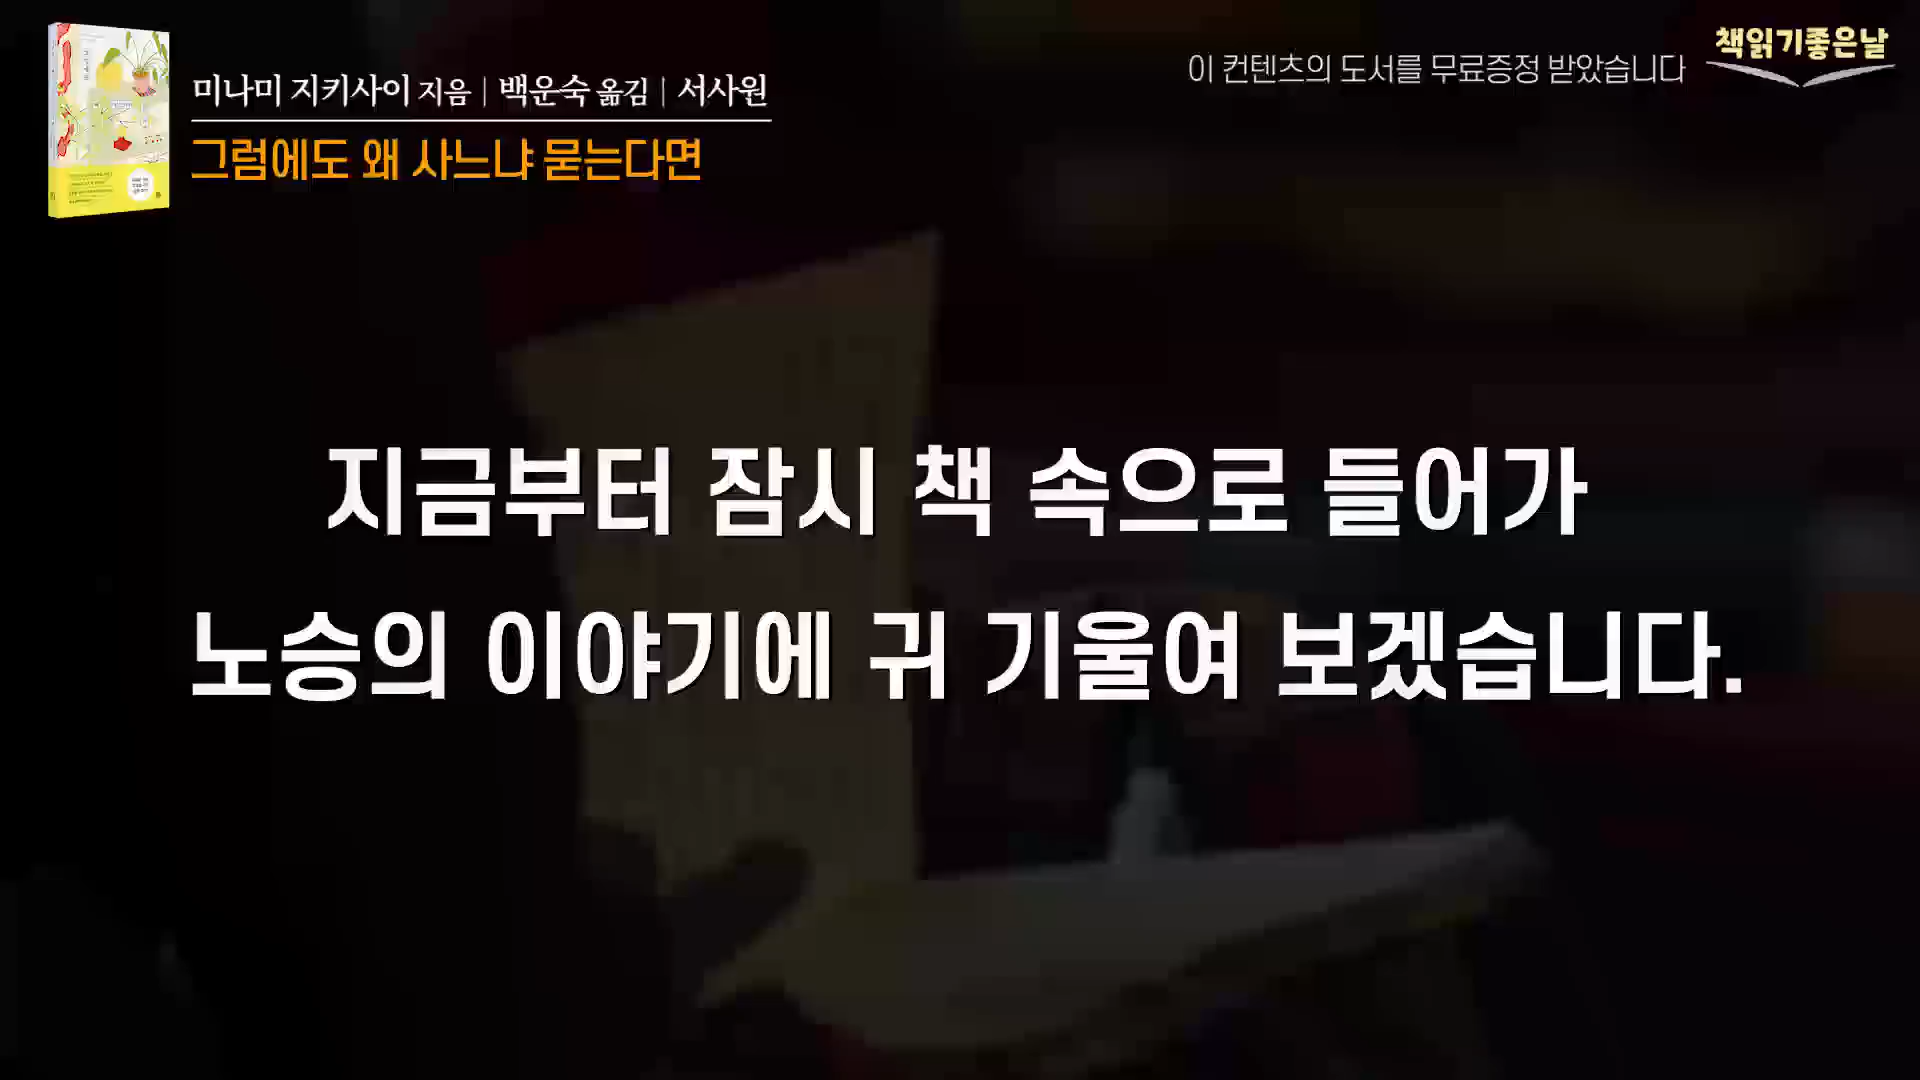 미나미 지키사이 지음 | 백운숙 옮김 | 서사원
그럼에도 왜 사느냐 묻는다면
이 컨텐츠의 도서를 무료증정 받았습니다
책읽기좋은날
지금부터 잠시 책 속으로 들어가
노승의 이야기에 귀 기울여 보겠습니다.